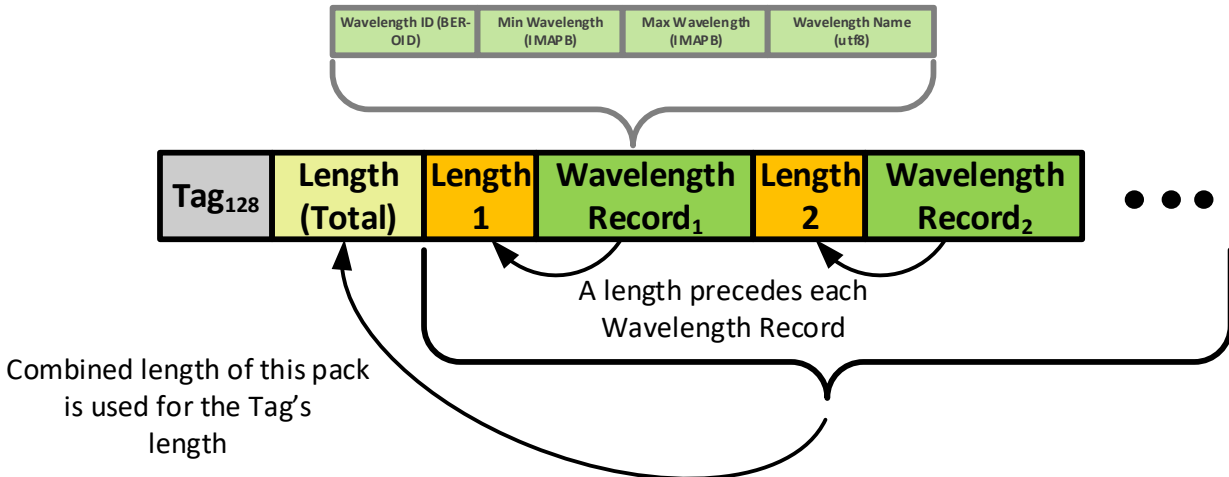 Wavelength ID (BER-
OID)
Min Wavelength
(IMAPB)
Max Wavelength
(IMAPB)
Wavelength Name
(utf8)
Tag128
Length
(Total)
Length
1
Wavelength
Record1
Length
2
Wavelength
Record2
A length precedes each
Wavelength Record
Combined length of this pack
is used for the Tag’s
length